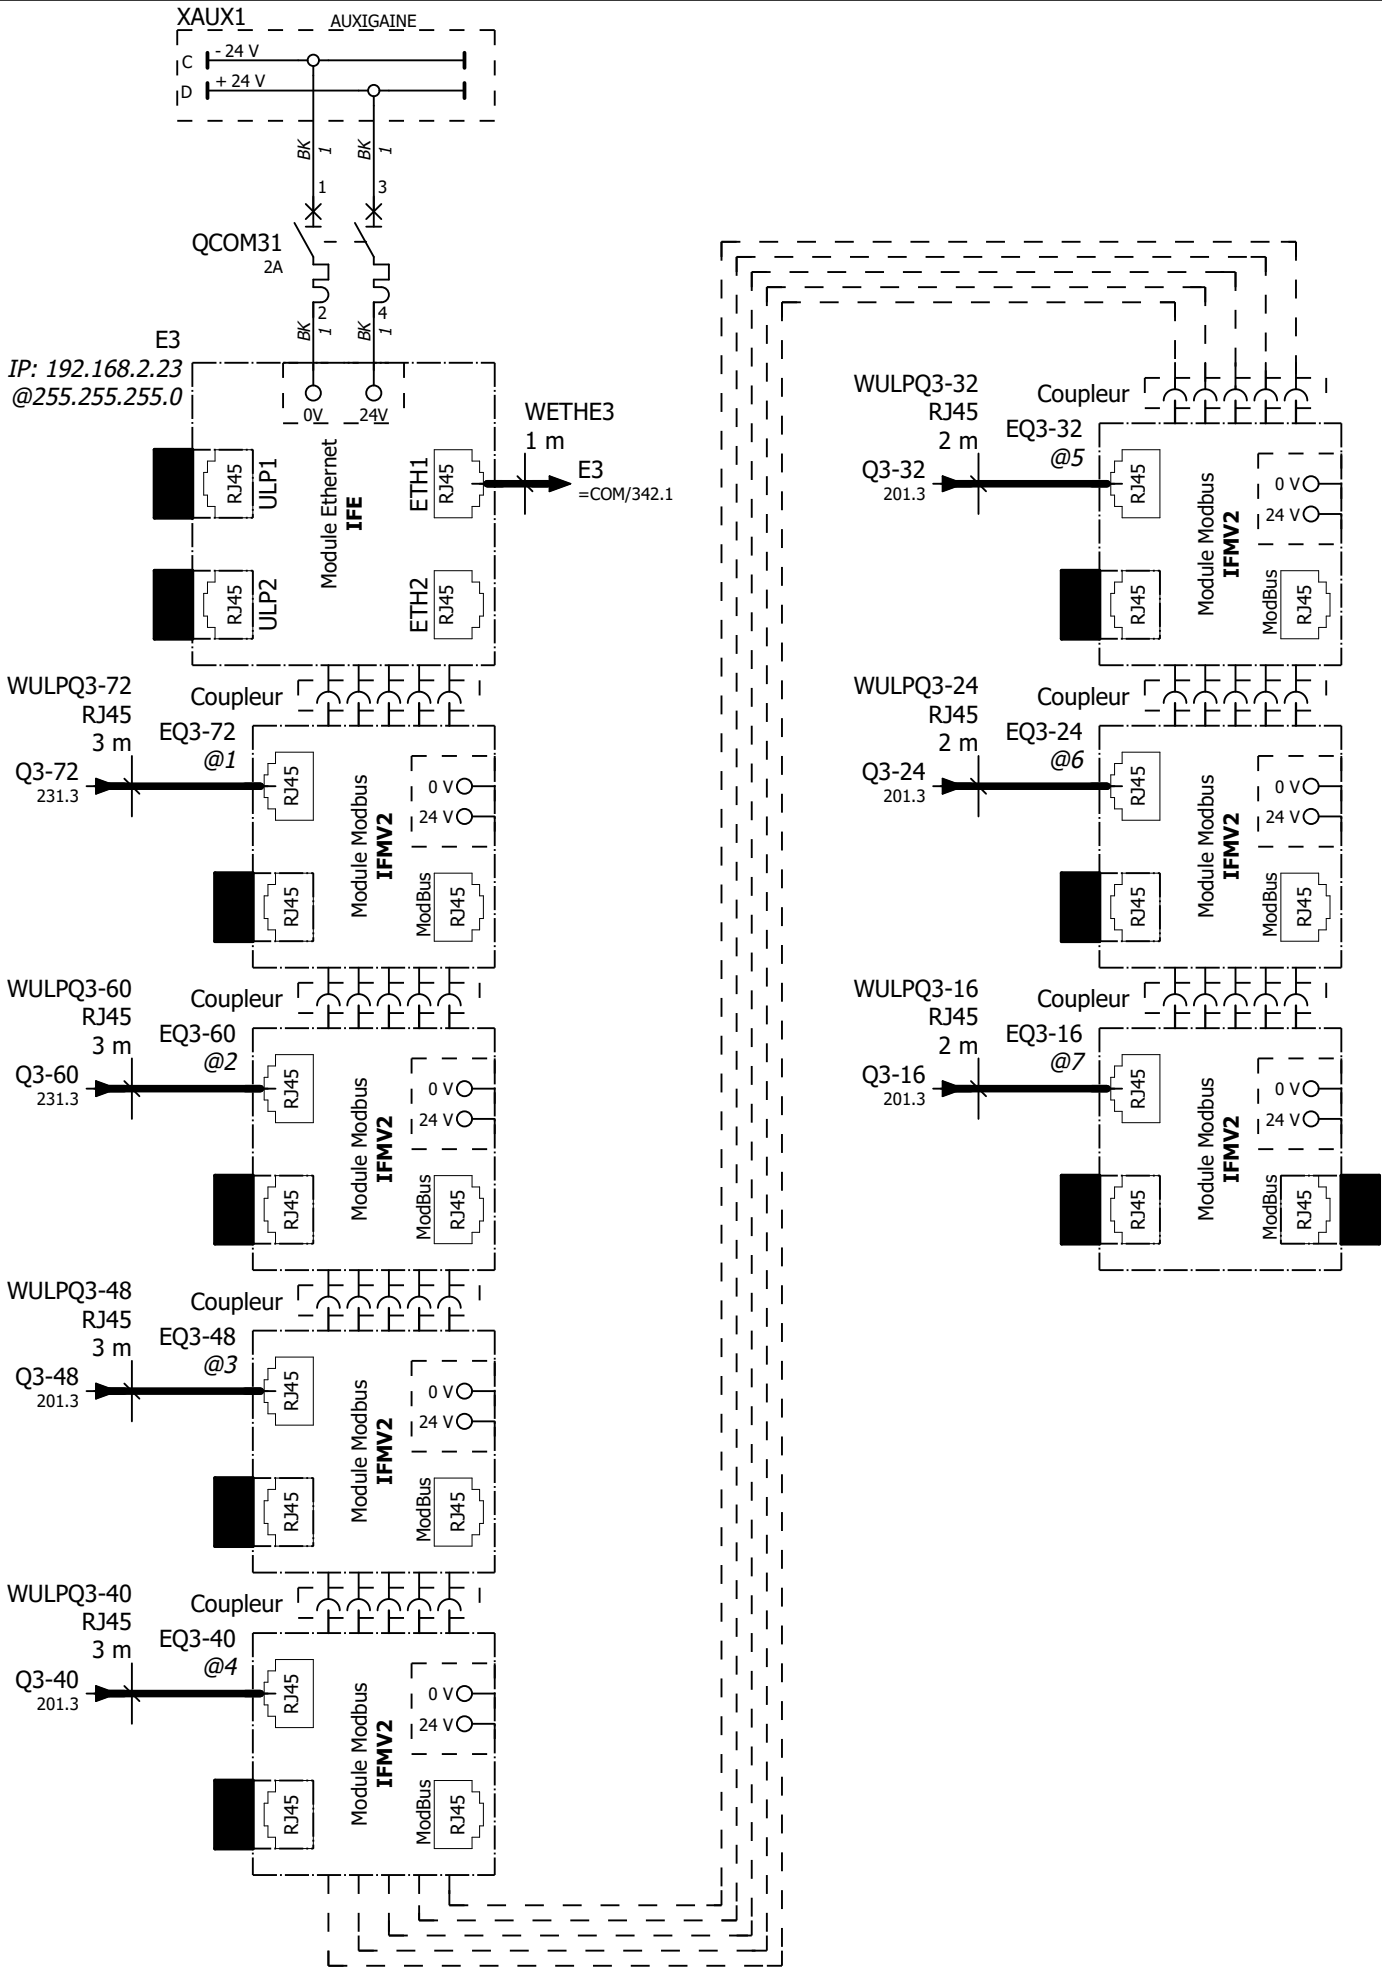 XAUX1
AUXIGAINE
C
- 24 V
D
+ 24 V
BK
1
BK
1
1
3
QCOM31
2A
2
4
BK
1
BK
1
E3
IP: 192.168.2.23
@255.255.255.0
0V
24V
Module Ethernet
IFE
RJ45
ULP1
RJ45
ULP2
ETH1
RJ45
ETH2
RJ45
WETHE3
1 m
E3
=COM/342.1
WULPQ3-72
RJ45
3 m
Coupleur
EQ3-72
@1
Q3-72
231.3
RJ45
RJ45
Module Modbus
IFMV2
0 V
24 V
ModBus
RJ45
WULPQ3-60
RJ45
3 m
Coupleur
EQ3-60
@2
Q3-60
231.3
RJ45
RJ45
Module Modbus
IFMV2
0 V
24 V
ModBus
RJ45
WULPQ3-48
RJ45
3 m
Coupleur
EQ3-48
@3
Q3-48
201.3
RJ45
RJ45
Module Modbus
IFMV2
0 V
24 V
ModBus
RJ45
WULPQ3-40
RJ45
3 m
Coupleur
EQ3-40
@4
Q3-40
201.3
RJ45
RJ45
Module Modbus
IFMV2
0 V
24 V
ModBus
RJ45
WULPQ3-32
RJ45
2 m
Coupleur
EQ3-32
@5
Q3-32
201.3
RJ45
RJ45
Module Modbus
IFMV2
0 V
24 V
ModBus
RJ45
WULPQ3-24
RJ45
2 m
Coupleur
EQ3-24
@6
Q3-24
201.3
RJ45
RJ45
Module Modbus
IFMV2
0 V
24 V
ModBus
RJ45
WULPQ3-16
RJ45
2 m
Coupleur
EQ3-16
@7
Q3-16
201.3
RJ45
RJ45
Module Modbus
IFMV2
0 V
24 V
ModBus
RJ45